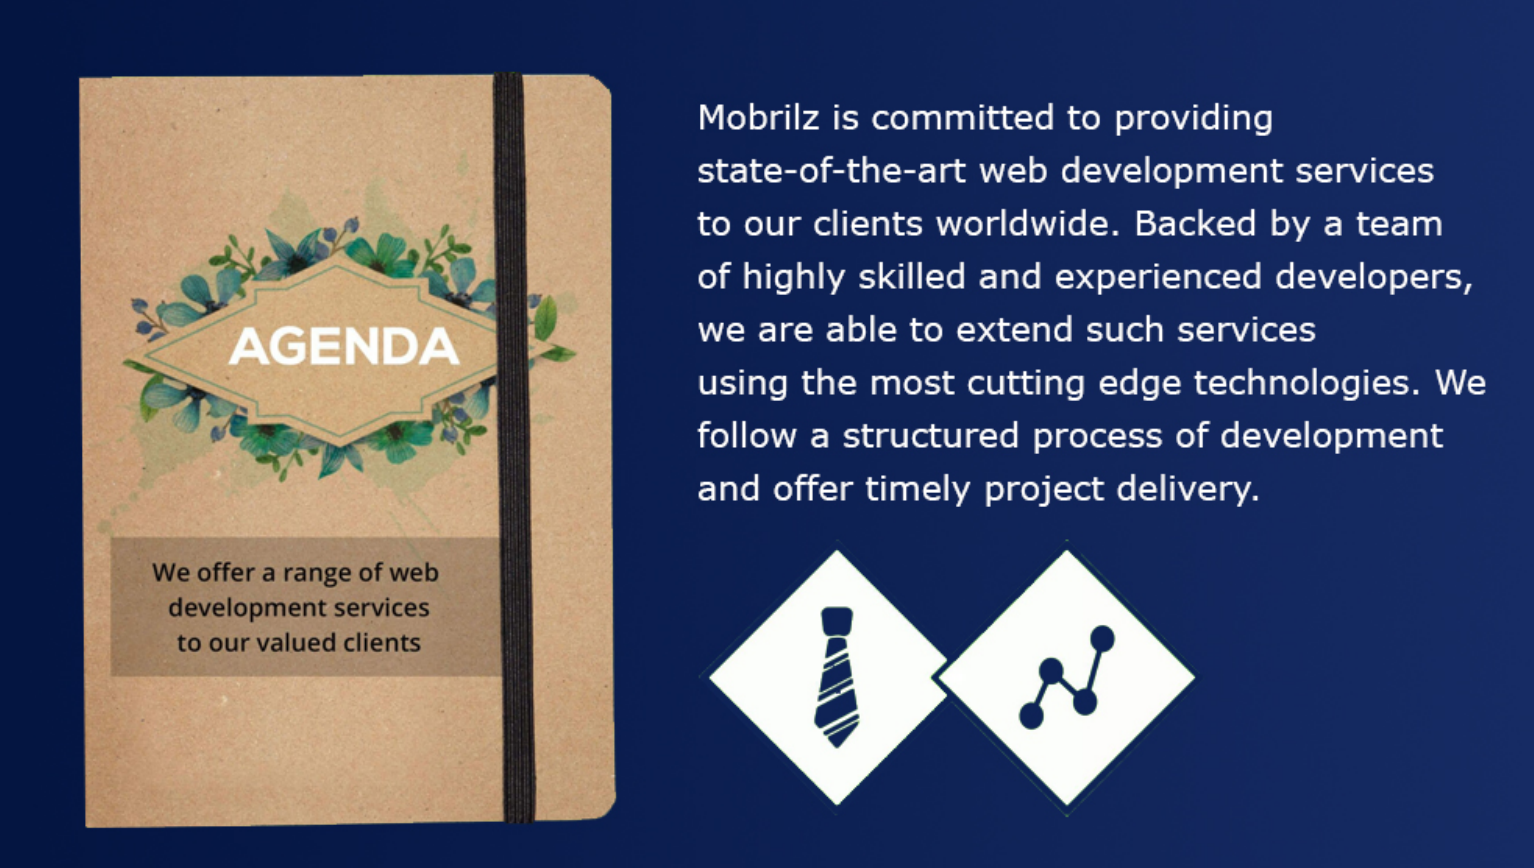 AGENDA
We offer a range of web
development services
to our valued clients
Mobrilz is committed to providing
state-of-the-art web development services
to our clients worldwide. Backed by a team
of highly skilled and experienced developers,
we are able to extend such services
using the most cutting edge technologies. We
follow a structured process of development
and offer timely project delivery.